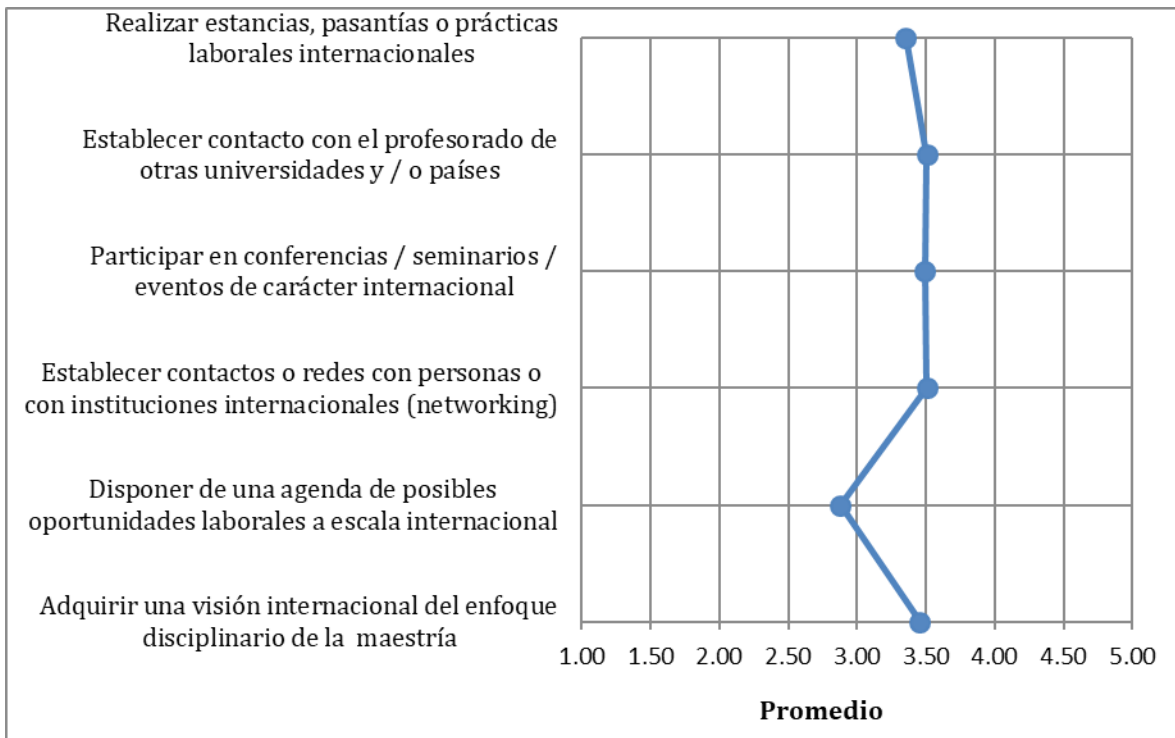 Realizar estancias, pasantías o prácticas
laborales internacionales
Establecer contacto con el profesorado de
otras universidades y / o países
Participar en conferencias / seminarios /
eventos de carácter internacional
Establecer contactos o redes con personas o
con instituciones internacionales (networking)
Disponer de una agenda de posibles
oportunidades laborales a escala internacional
Adquirir una visión internacional del enfoque
disciplinario de la maestría
1.00 1.50 2.00 2.50 3.00 3.50 4.00 4.50 5.00
Promedio